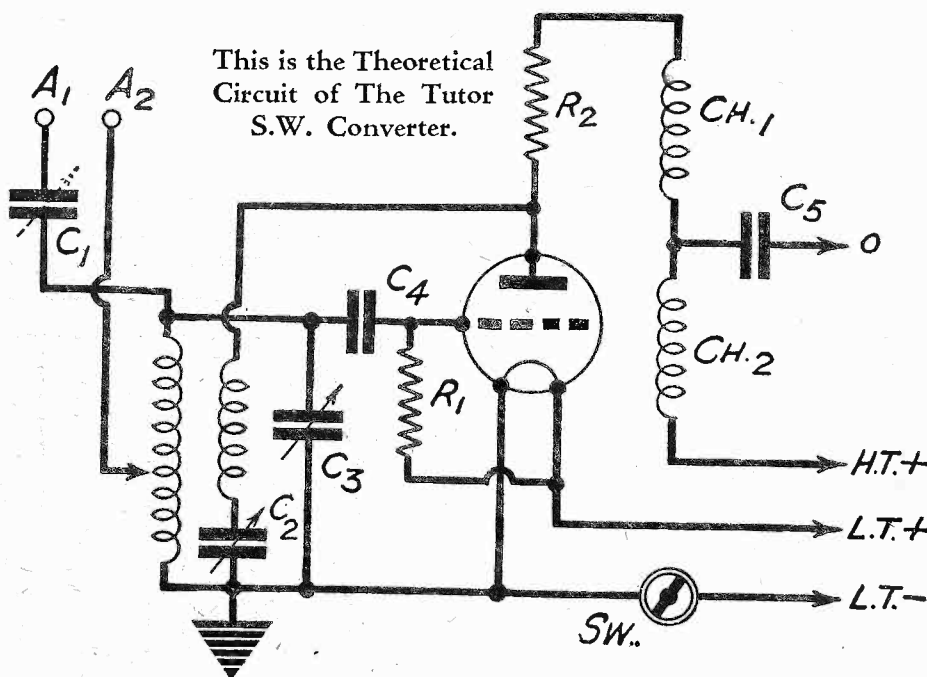 This is the Theoretical
Circuit of The Tutor
S.W. Converter.
A1
A2
R2
CH.1
C1
C5
O
C4
CH.2
R1
C3
H.T.+
C2
L.T.+
L.T.-
SW..